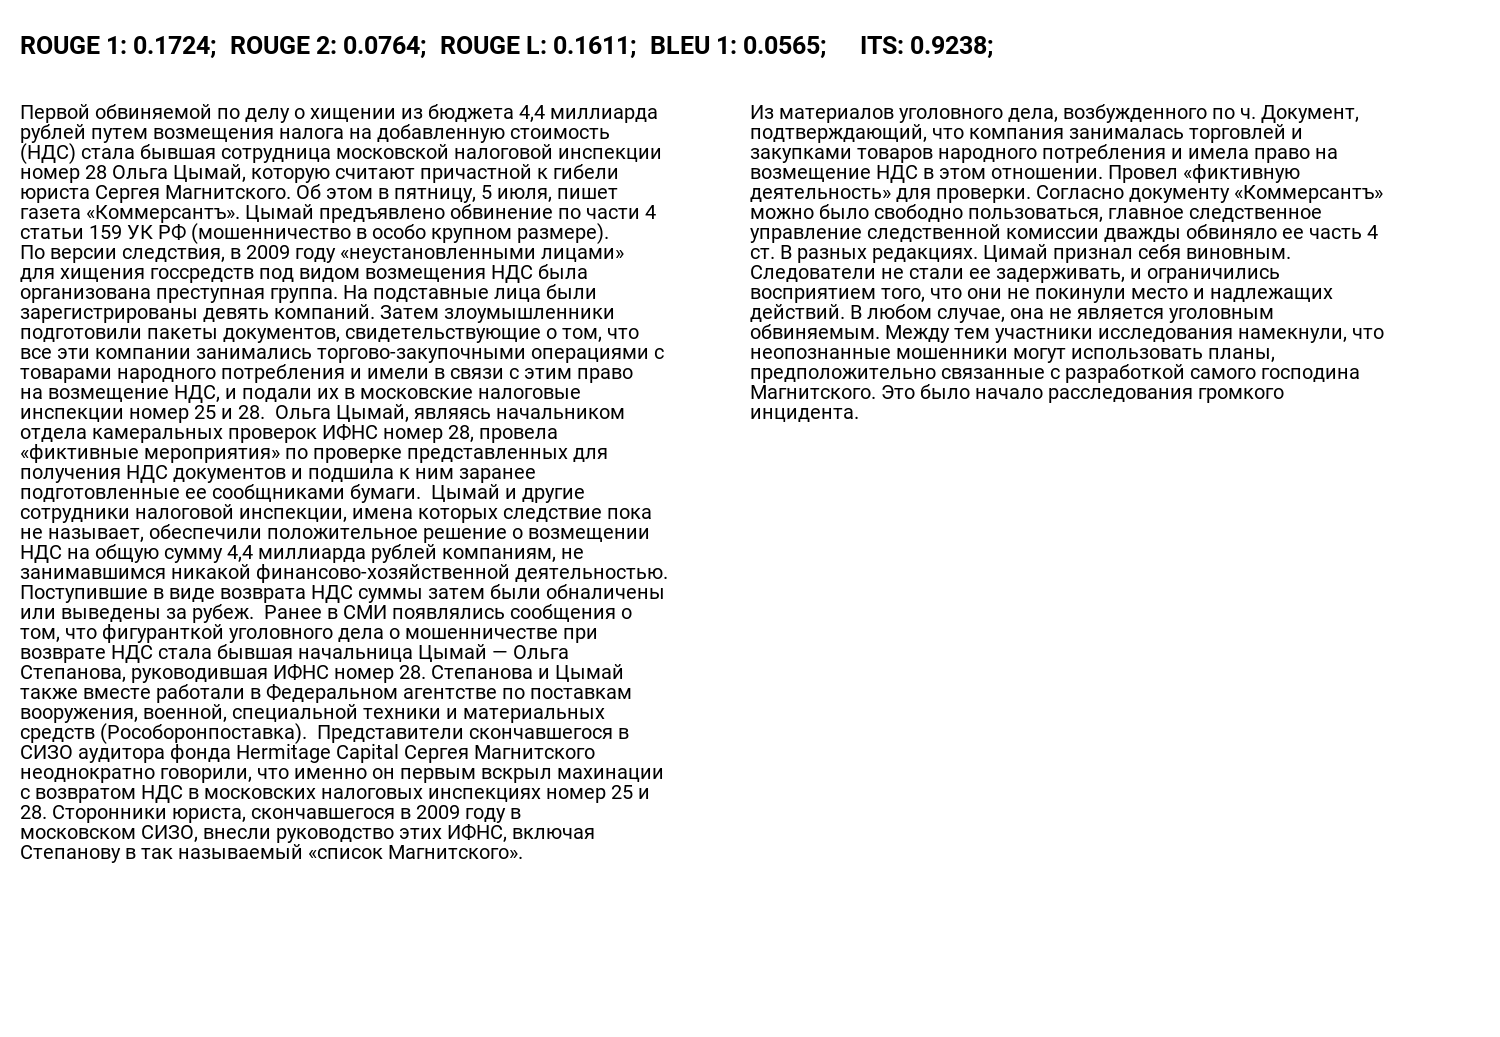 ROUGE 1: 0.1724;  ROUGE 2: 0.0764;  ROUGE L: 0.1611;  BLEU 1: 0.0565;     ITS: 0.9238;
Первой обвиняемой по делу о хищении из бюджета 4,4 миллиарда
рублей путем возмещения налога на добавленную стоимость
(НДС) стала бывшая сотрудница московской налоговой инспекции
номер 28 Ольга Цымай, которую считают причастной к гибели
юриста Сергея Магнитского. Об этом в пятницу, 5 июля, пишет
газета «Коммерсантъ». Цымай предъявлено обвинение по части 4
статьи 159 УК РФ (мошенничество в особо крупном размере).
По версии следствия, в 2009 году «неустановленными лицами»
для хищения госсредств под видом возмещения НДС была
организована преступная группа. На подставные лица были
зарегистрированы девять компаний. Затем злоумышленники
подготовили пакеты документов, свидетельствующие о том, что
все эти компании занимались торгово-закупочными операциями с
товарами народного потребления и имели в связи с этим право
на возмещение НДС, и подали их в московские налоговые
инспекции номер 25 и 28.  Ольга Цымай, являясь начальником
отдела камеральных проверок ИФНС номер 28, провела
«фиктивные мероприятия» по проверке представленных для
получения НДС документов и подшила к ним заранее
подготовленные ее сообщниками бумаги.  Цымай и другие
сотрудники налоговой инспекции, имена которых следствие пока
не называет, обеспечили положительное решение о возмещении
НДС на общую сумму 4,4 миллиарда рублей компаниям, не
занимавшимся никакой финансово-хозяйственной деятельностью.
Поступившие в виде возврата НДС суммы затем были обналичены
или выведены за рубеж.  Ранее в СМИ появлялись сообщения о
том, что фигуранткой уголовного дела о мошенничестве при
возврате НДС стала бывшая начальница Цымай — Ольга
Степанова, руководившая ИФНС номер 28. Степанова и Цымай
также вместе работали в Федеральном агентстве по поставкам
вооружения, военной, специальной техники и материальных
средств (Рособоронпоставка).  Представители скончавшегося в
СИЗО аудитора фонда Hermitage Capital Сергея Магнитского
неоднократно говорили, что именно он первым вскрыл махинации
с возвратом НДС в московских налоговых инспекциях номер 25 и
28. Сторонники юриста, скончавшегося в 2009 году в
московском СИЗО, внесли руководство этих ИФНС, включая
Степанову в так называемый «список Магнитского».
Из материалов уголовного дела, возбужденного по ч. Документ,
подтверждающий, что компания занималась торговлей и
закупками товаров народного потребления и имела право на
возмещение НДС в этом отношении. Провел «фиктивную
деятельность» для проверки. Согласно документу «Коммерсантъ»
можно было свободно пользоваться, главное следственное
управление следственной комиссии дважды обвиняло ее часть 4
ст. В разных редакциях. Цимай признал себя виновным.
Следователи не стали ее задерживать, и ограничились
восприятием того, что они не покинули место и надлежащих
действий. В любом случае, она не является уголовным
обвиняемым. Между тем участники исследования намекнули, что
неопознанные мошенники могут использовать планы,
предположительно связанные с разработкой самого господина
Магнитского. Это было начало расследования громкого
инцидента.